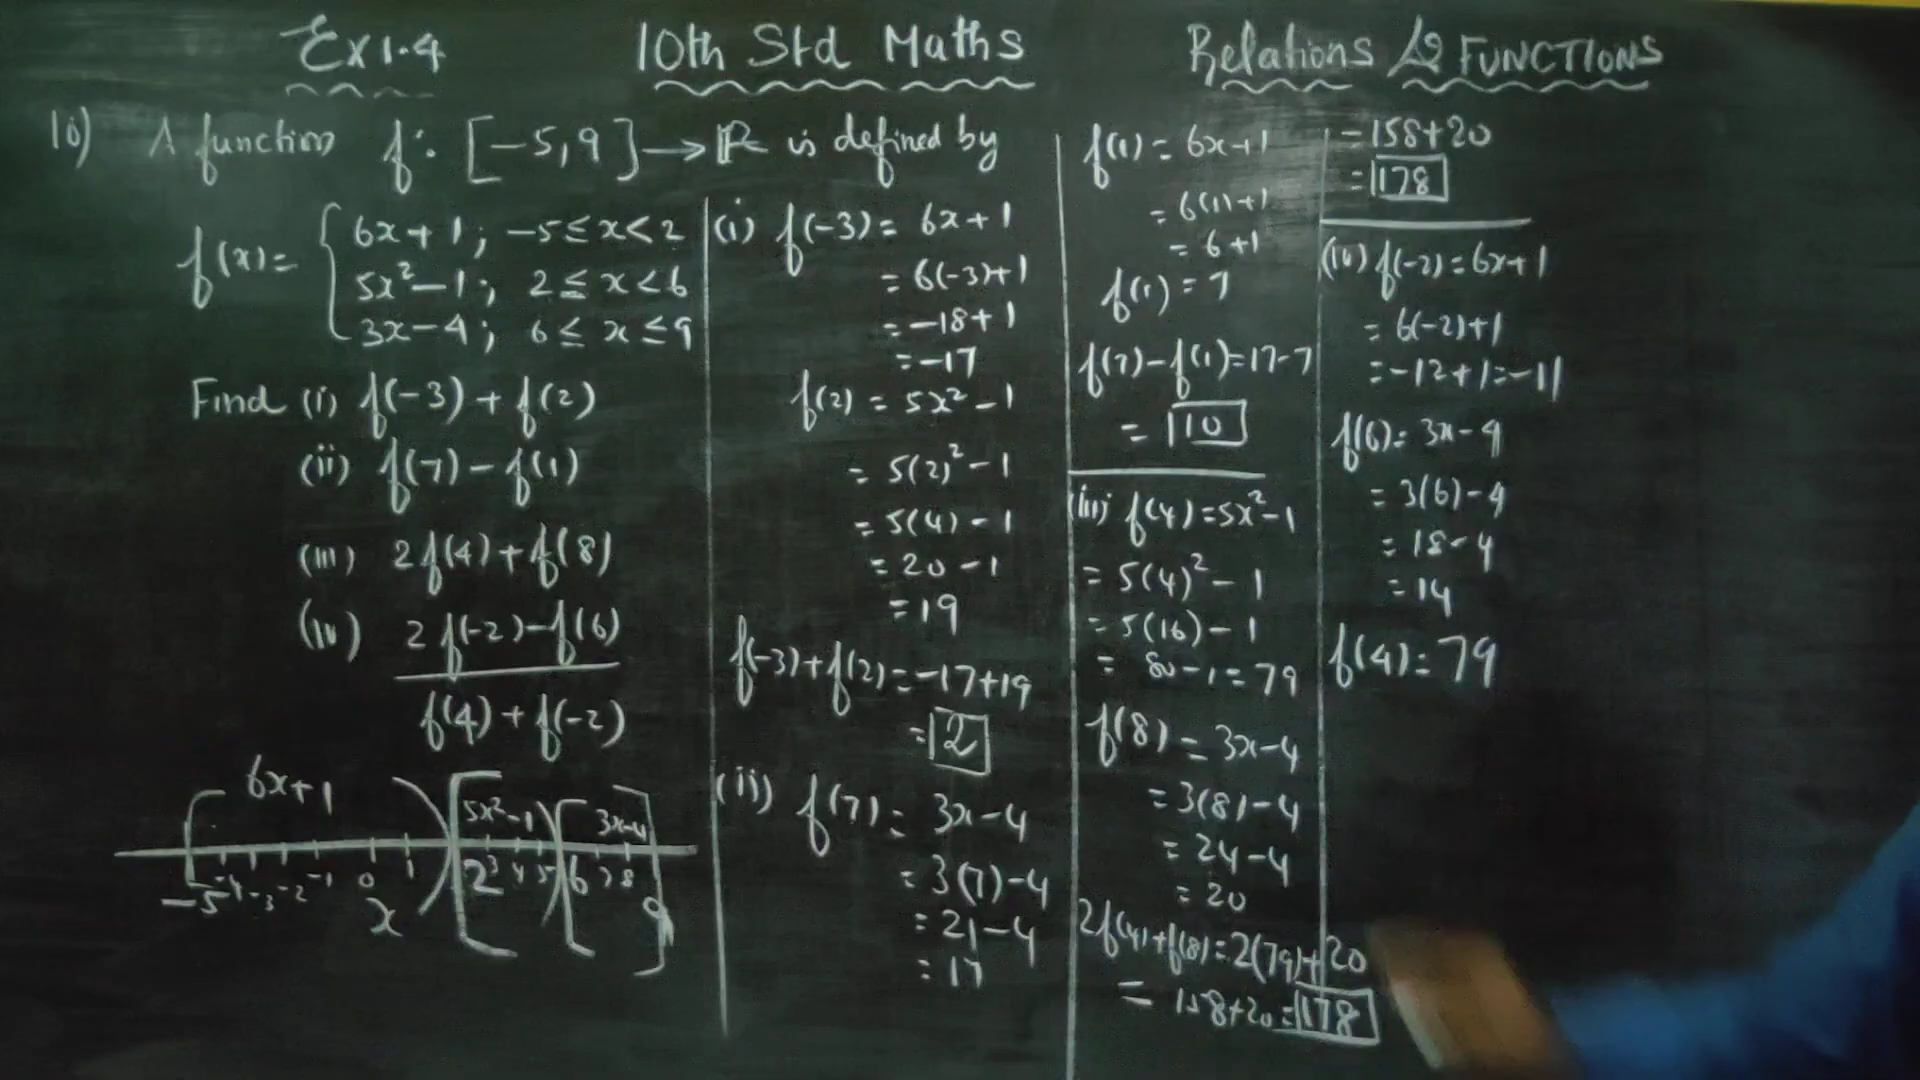 Ex 1.4 10th Std Maths Relations & FUNCTIONS
10) A function f: [-5,9] → R is defined by
f(x) = { 6x+1; -5≤x<2
5x²-1; 2≤x<6
3x-4; 6≤x≤9
Find (i) f(-3)+f(2)
(ii) f(7)-f(1)
(iii) 2f(4)+f(8)
(iv) 2f(-2)-f(6)
f(4)+f(-2)
6x+1 5x²-1 3x-4
-5 -4 -3 -2 -1 0 1 2 3 4 5 6 7 8 9
x
(i) f(-3) = 6x+1
= 6(-3)+1
= -18+1
= -17
f(2) = 5x²-1
= 5(2)²-1
= 5(4)-1
= 20-1
= 19
f(-3)+f(2) = -17+19
= 2
(ii) f(7) = 3x-4
= 3(7)-4
= 21-4
= 17
f(1) = 6x+1
= 6(1)+1
= 6+1
f(1) = 7
f(7)-f(1) = 17-7
= 10
(iii) f(4) = 5x²-1
= 5(4)²-1
= 5(16)-1
= 80-1 = 79
f(8) = 3x-4
= 3(8)-4
= 24-4
= 20
2f(4)+f(8) = 2(79)+20
= 158+20 = 178
= 158+20
= 178
(iv) f(-2) = 6x+1
= 6(-2)+1
= -12+1 = -11
f(6) = 3x-4
= 3(6)-4
= 18-4
= 14
f(4) = 79